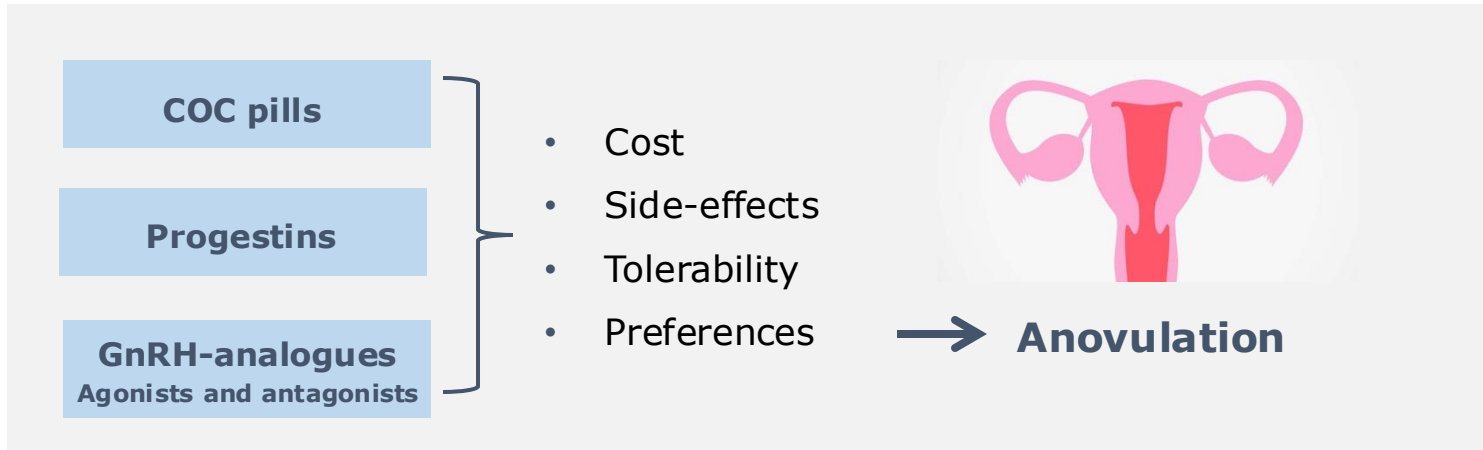 COC pills
Progestins
GnRH-analogues
Agonists and antagonists
• Cost
• Side-effects
• Tolerability
• Preferences
Anovulation